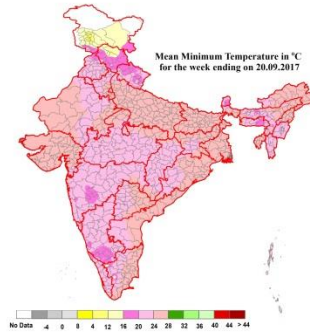 Mean Minimum Temperature in °C
for the week ending on 20.09.2017
No Data -4 0 8 4 12 16 20 24 28 32 36 40 44 > 44